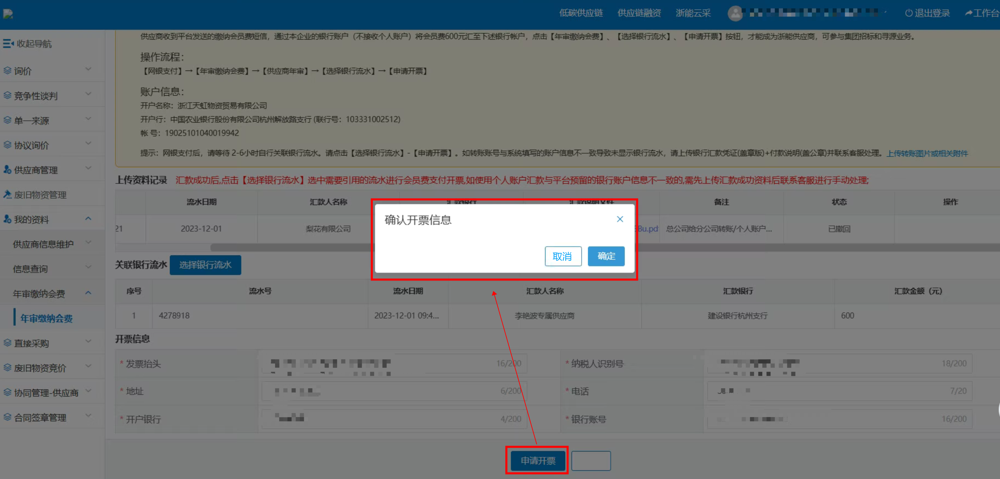 低碳供应链 供应链融资 浙能云采 退出登录 工作台
收起导航
询价
竞争性谈判
单一来源
协议询价
供应商管理
废旧物资管理
我的资料
供应商信息维护
信息查询
年审缴纳会费
年审缴纳会费
直接采购
废旧物资竞价
协同管理-供应商
合同签章管理
供应商收到平台发送的缴纳会员费短信，通过本企业的银行账户（不接收个人账户）将会员费600元汇至下述银行帐户，点击【年审缴纳会费】、【选择银行流水】、【申请开票】按钮，才能成为浙能供应商，可参与集团招标和寻源业务。
操作流程：
【网银支付】→【年审缴纳会费】→【供应商年审】→【选择银行流水】→【申请开票】
账户信息：
开户名称：浙江天虹物资贸易有限公司
开户行：中国农业银行股份有限公司杭州解放路支行 (联行号：103331002512)
帐 号：19025101040019942
提示：网银支付后，请等待 2-6小时自行关联银行流水。请点击【选择银行流水】-【申请开票】。如转账账号与系统填写的账户信息不一致导致未显示银行流水，请上传银行汇款凭证(盖章版)+付款说明(盖公章)并联系客服处理。上传转账图片或相关附件
上传资料记录 汇款成功后,点击【选择银行流水】选中需要引用的流水进行会员费支付开票,如使用个人账户汇款与平台预留的银行账户信息不一致的,需先上传汇款成功资料后联系客服进行手动处理;
流水日期 汇款人名称 汇款银行 汇款说明文件 备注 状态 操作
21 2023-12-01 梨花有限公司 Bu.pd 总公司给分公司转账/个人账户... 已撤回
确认开票信息
取消 确定
关联银行流水 选择银行流水
序号 流水号 流水日期 汇款人名称 汇款银行 汇款金额（元）
1 4278918 2023-12-01 09:4... 李艳波专属供应商 建设银行杭州支行 600
开票信息
* 发票抬头 16/200 * 纳税人识别号 18/200
* 地址 6/200 * 电话 7/20
* 开户银行 4/200 * 银行账号 16/200
申请开票